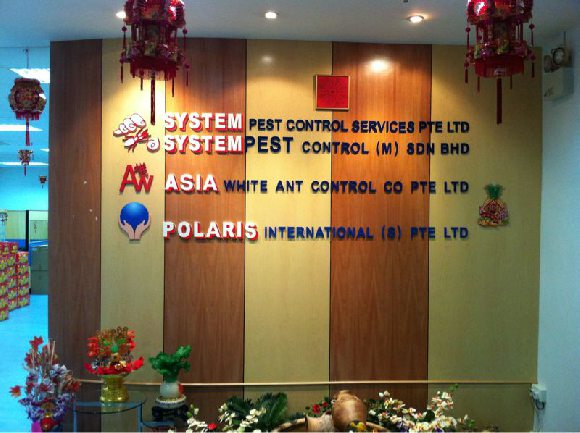 SYSTEM PEST CONTROL SERVICES PTE LTD
SYSTEMPEST CONTROL (M) SDN BHD
AW ASIA WHITE ANT CONTROL CO PTE LTD
POLARIS INTERNATIONAL (S) PTE LTD